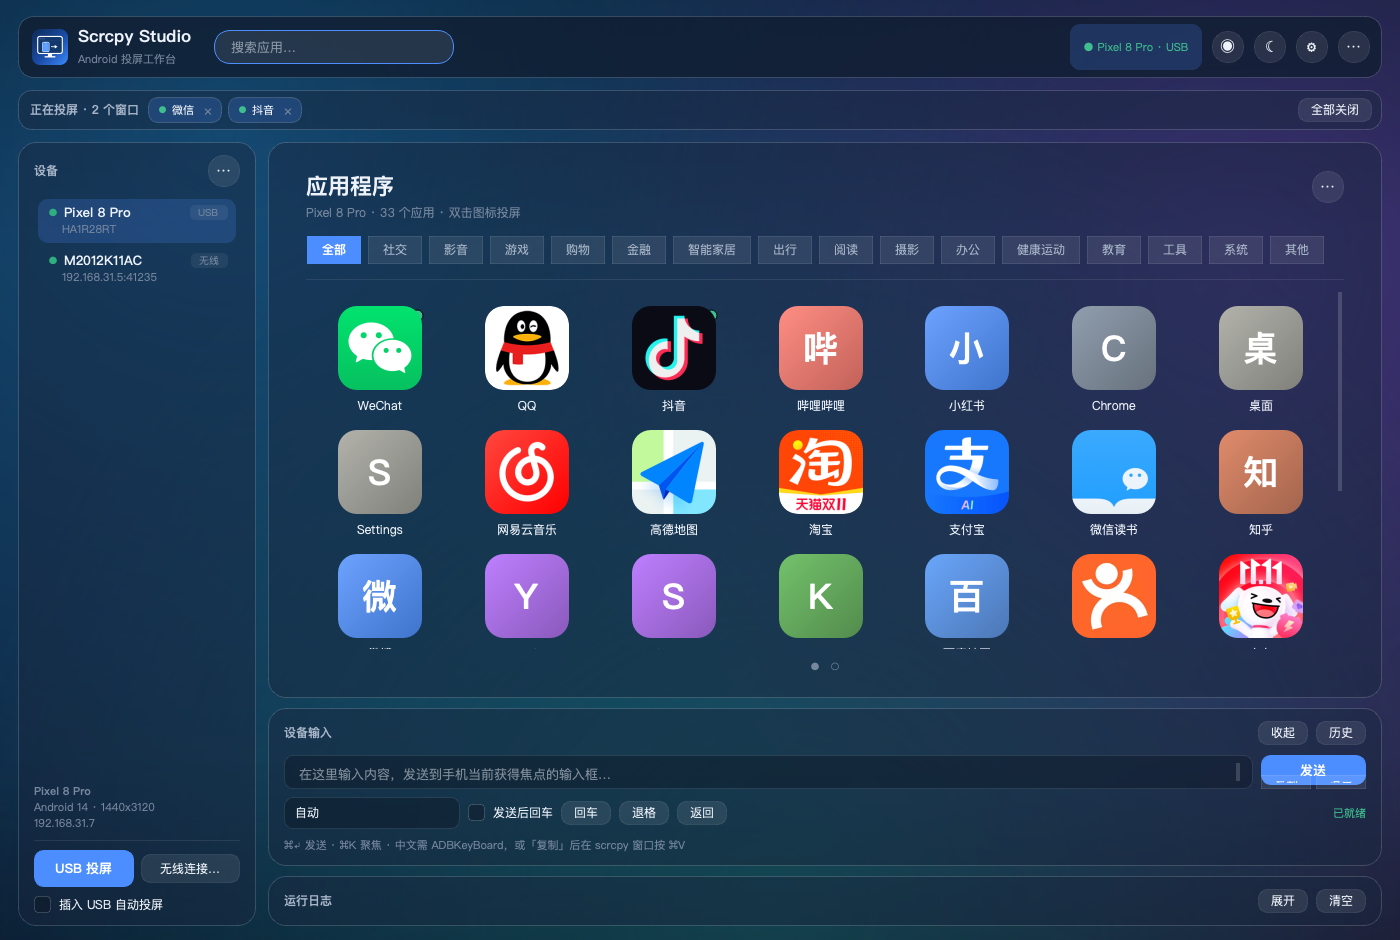 Scrcpy Studio
Android 投屏工作台
搜索应用…
Pixel 8 Pro · USB
正在投屏 · 2 个窗口
微信 ×
抖音 ×
全部关闭
设备
Pixel 8 Pro USB
HA1R28RT
M2012K11AC 无线
192.168.31.5:41235
应用程序
Pixel 8 Pro · 33 个应用 · 双击图标投屏
全部 社交 影音 游戏 购物 金融 智能家居 出行 阅读 摄影 办公 健康运动 教育 工具 系统 其他
哔 小 C 桌
WeChat QQ 抖音 哔哩哔哩 小红书 Chrome 桌面
S 淘 天猫双11 支 AI 知
Settings 网易云音乐 高德地图 淘宝 支付宝 微信读书 知乎
微 Y S K 百 11.11
设备输入
收起 历史
在这里输入内容，发送到手机当前获得焦点的输入框…
发送
自动
发送后回车 回车 退格 返回
已就绪
⌘↵ 发送 · ⌘K 聚焦 · 中文需 ADBKeyBoard，或「复制」后在 scrcpy 窗口按 ⌘V
Pixel 8 Pro
Android 14 · 1440x3120
192.168.31.7
USB 投屏 无线连接…
插入 USB 自动投屏
运行日志
展开 清空